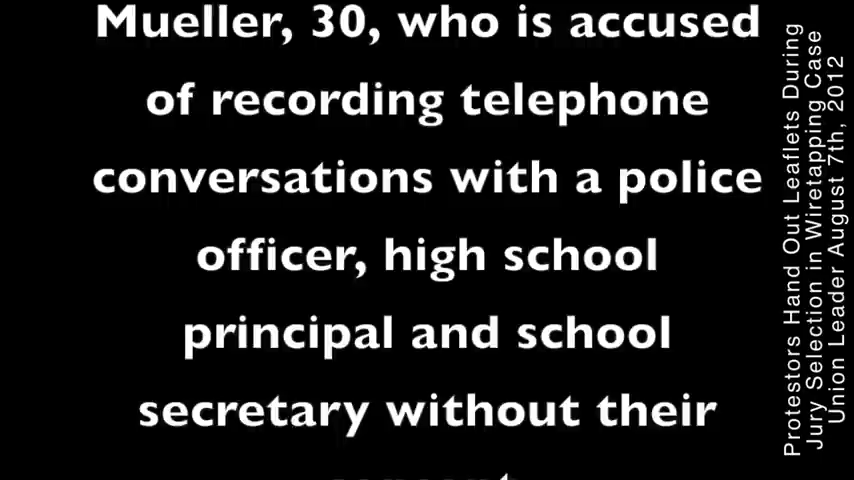 Mueller, 30, who is accused
of recording telephone
conversations with a police
officer, high school
principal and school
secretary without their
Protestors Hand Out Leaflets During
Jury Selection in Wiretapping Case
Union Leader August 7th, 2012